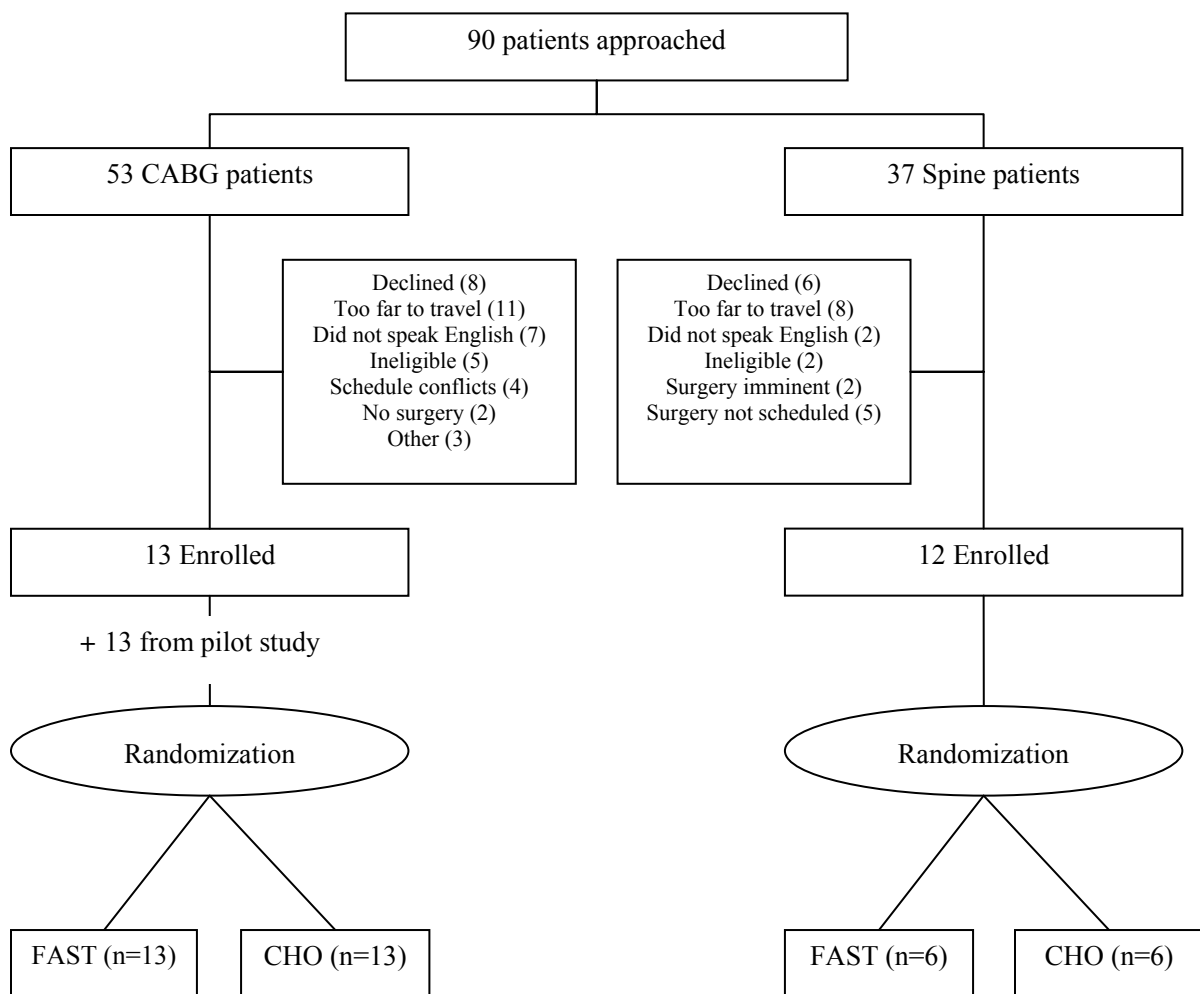 90 patients approached
53 CABG patients
37 Spine patients
Declined (8)
Too far to travel (11)
Did not speak English (7)
Ineligible (5)
Schedule conflicts (4)
No surgery (2)
Other (3)
Declined (6)
Too far to travel (8)
Did not speak English (2)
Ineligible (2)
Surgery imminent (2)
Surgery not scheduled (5)
13 Enrolled
12 Enrolled
+ 13 from pilot study
Randomization
Randomization
FAST (n=13)
CHO (n=13)
FAST (n=6)
CHO (n=6)